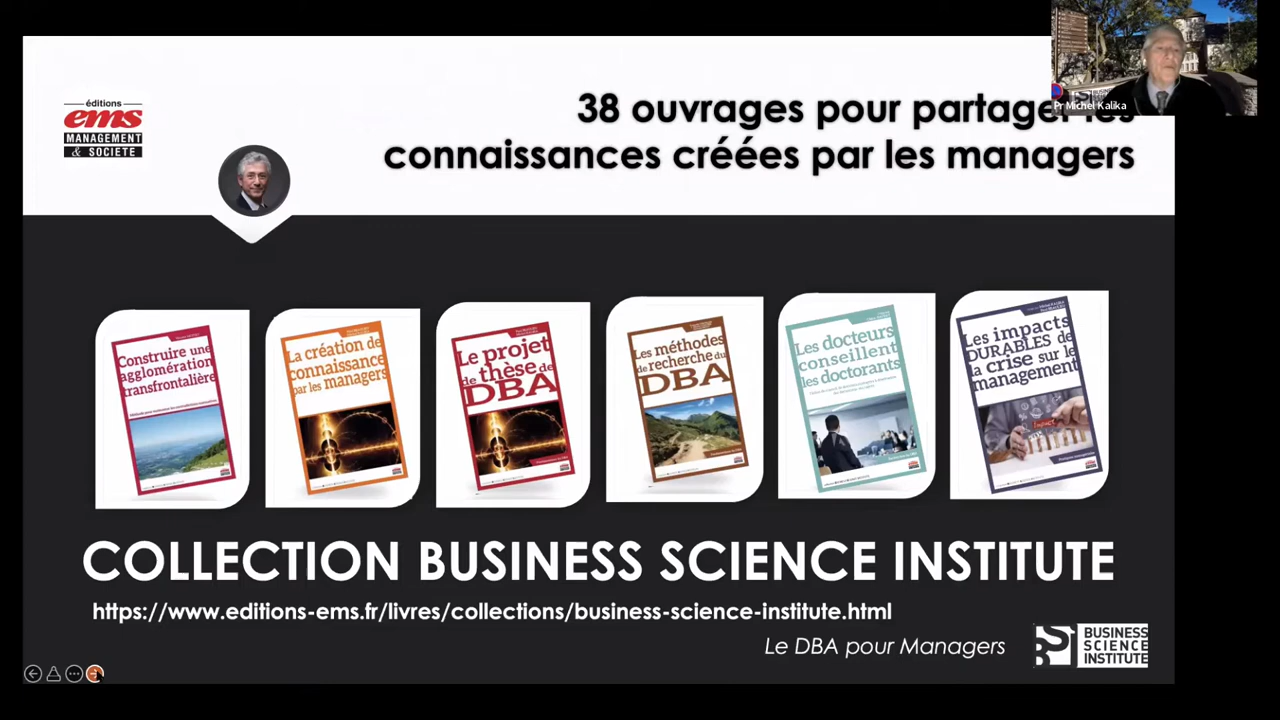 éditions
ems
MANAGEMENT
& SOCIETE
38 ouvrages pour partager les
connaissances créées par les managers
Pr Michel Kalika
Construire une
agglomération
transfrontalière
La création de
connaissance
par les managers
Le projet
de thèse de
DBA
Les méthodes
de recherche du
DBA
Les docteurs
conseillent
les doctorants
Les impacts
DURABLES de
la crise sur le
management
IMPACT
COLLECTION BUSINESS SCIENCE INSTITUTE
https://www.editions-ems.fr/livres/collections/business-science-institute.html
Le DBA pour Managers
BUSINESS
SCIENCE
INSTITUTE